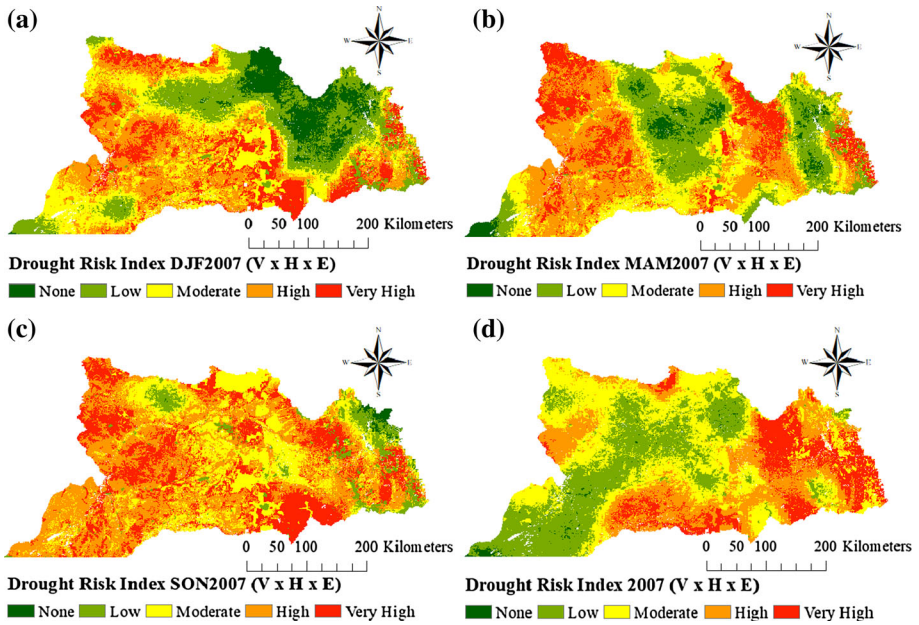 (a)
N
W E
S
0 50 100 200 Kilometers
Drought Risk Index DJF2007 (V x H x E)
None Low Moderate High Very High
(b)
N
W E
S
0 50 100 200 Kilometers
Drought Risk Index MAM2007 (V x H x E)
None Low Moderate High Very High
(c)
N
W E
S
0 50 100 200 Kilometers
Drought Risk Index SON2007 (V x H x E)
None Low Moderate High Very High
(d)
N
W E
S
0 50 100 200 Kilometers
Drought Risk Index 2007 (V x H x E)
None Low Moderate High Very High